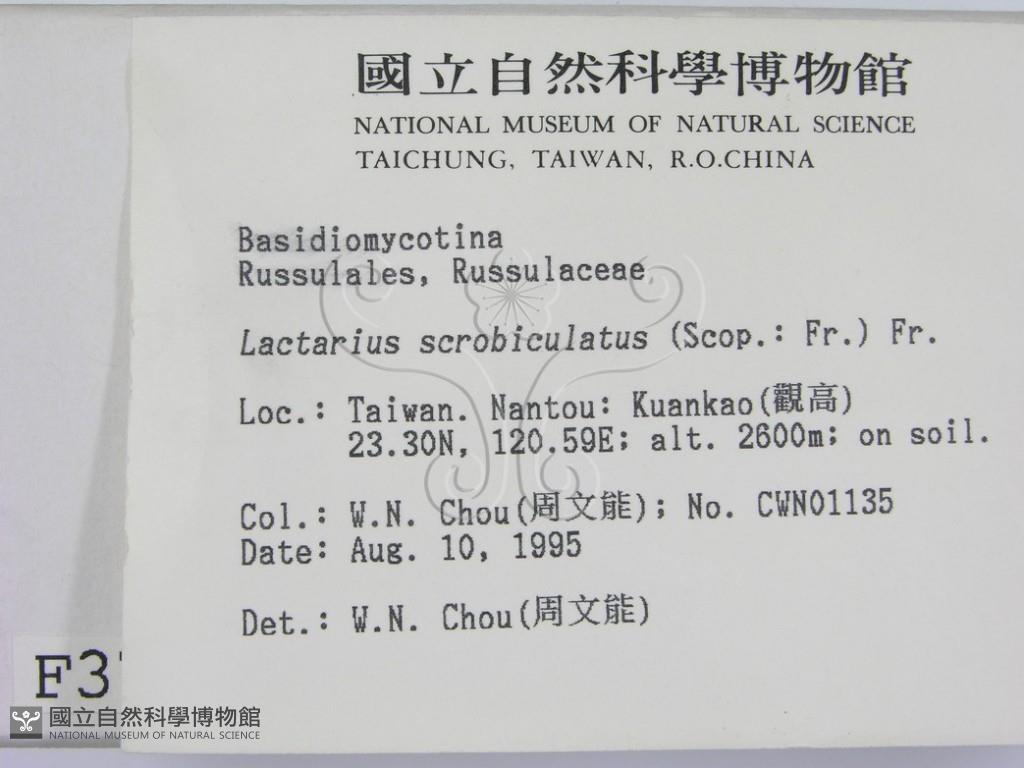 國立自然科學博物館
NATIONAL MUSEUM OF NATURAL SCIENCE
TAICHUNG, TAIWAN, R.O.CHINA
Basidiomycotina
Russulales, Russulaceae
Lactarius scrobiculatus (Scop.: Fr.) Fr.
Loc.: Taiwan. Nantou: Kuankao(觀高)
23.30N, 120.59E; alt. 2600m; on soil.
Col.: W.N. Chou(周文能); No. CWN01135
Date: Aug. 10, 1995
Det.: W.N. Chou(周文能)
F3
國立自然科學博物館
NATIONAL MUSEUM OF NATURAL SCIENCE